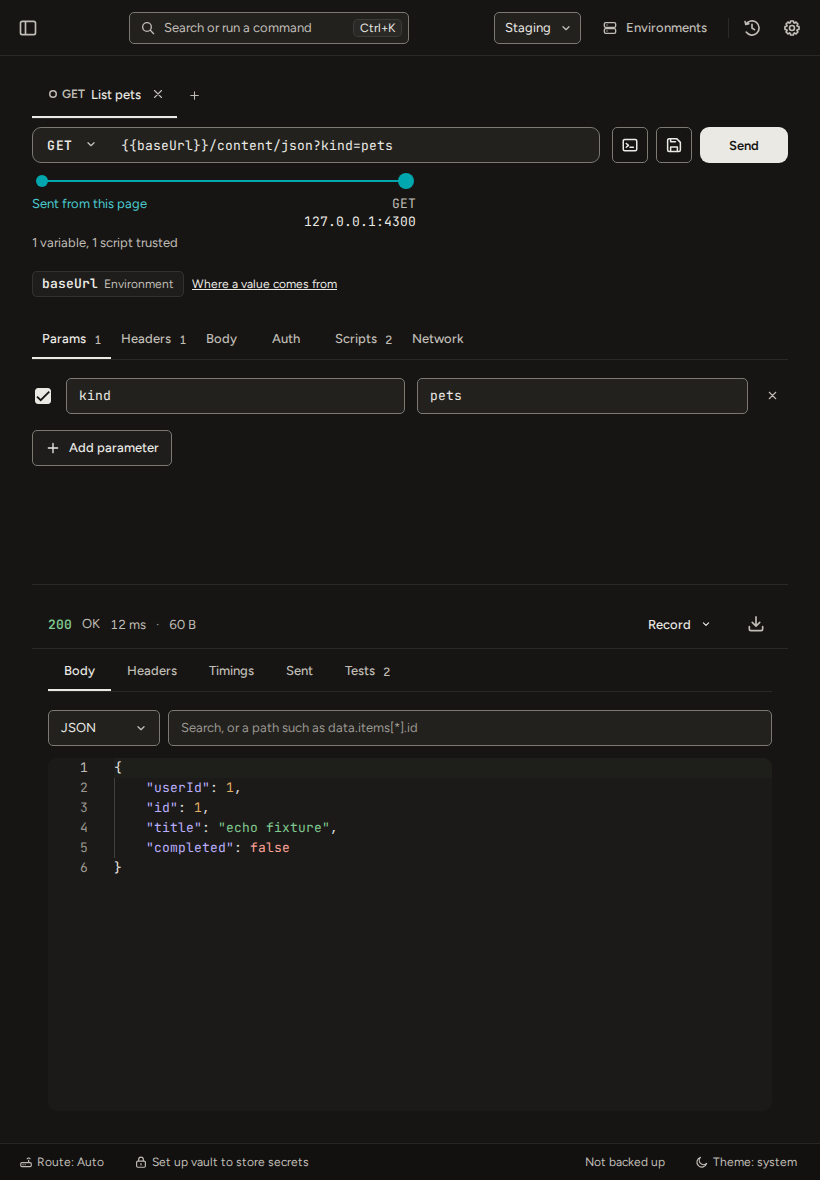 Search or run a command Ctrl+K Staging Environments
GET List pets
GET {{baseUrl}}/content/json?kind=pets Send
Sent from this page GET
127.0.0.1:4300
1 variable, 1 script trusted
baseUrl Environment Where a value comes from
Params 1 Headers 1 Body Auth Scripts 2 Network
kind pets
Add parameter
200 OK 12 ms · 60 B Record
Body Headers Timings Sent Tests 2
JSON Search, or a path such as data.items[*].id
1 {
2 "userId": 1,
3 "id": 1,
4 "title": "echo fixture",
5 "completed": false
6 }
Route: Auto Set up vault to store secrets Not backed up Theme: system